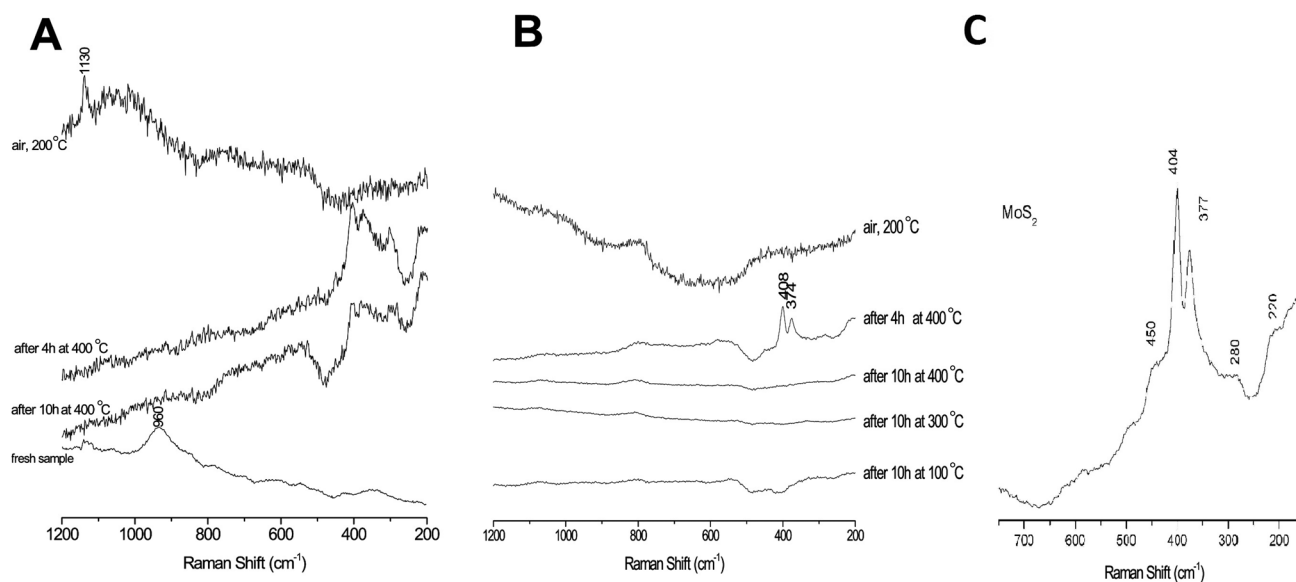 A
1130
air, 200°C
after 4h at 400°C
after 10h at 400°C
960
fresh sample
1200 1000 800 600 400 200
Raman Shift (cm-1)
B
air, 200°C
408
374
after 4h at 400°C
after 10h at 400°C
after 10h at 300°C
after 10h at 100°C
1200 1000 800 600 400 200
Raman Shift (cm-1)
C
MoS2
404
377
450
280
220
700 600 500 400 300 200
Raman Shift (cm-1)